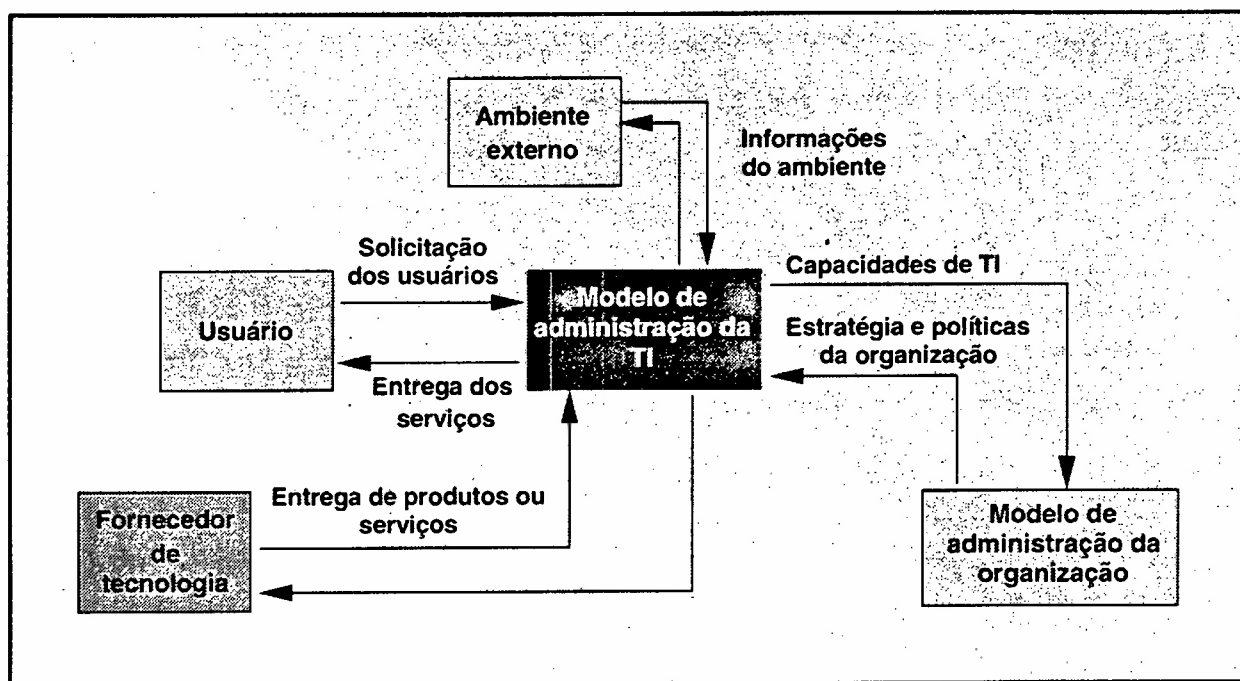 Ambiente
externo
Informações
do ambiente
Solicitação
dos usuários
Usuário
Entrega dos
serviços
Modelo de
administração da
TI
Capacidades de TI
Estratégia e políticas
da organização
Entrega de produtos ou
serviços
Fornecedor
de
tecnologia
Modelo de
administração da
organização